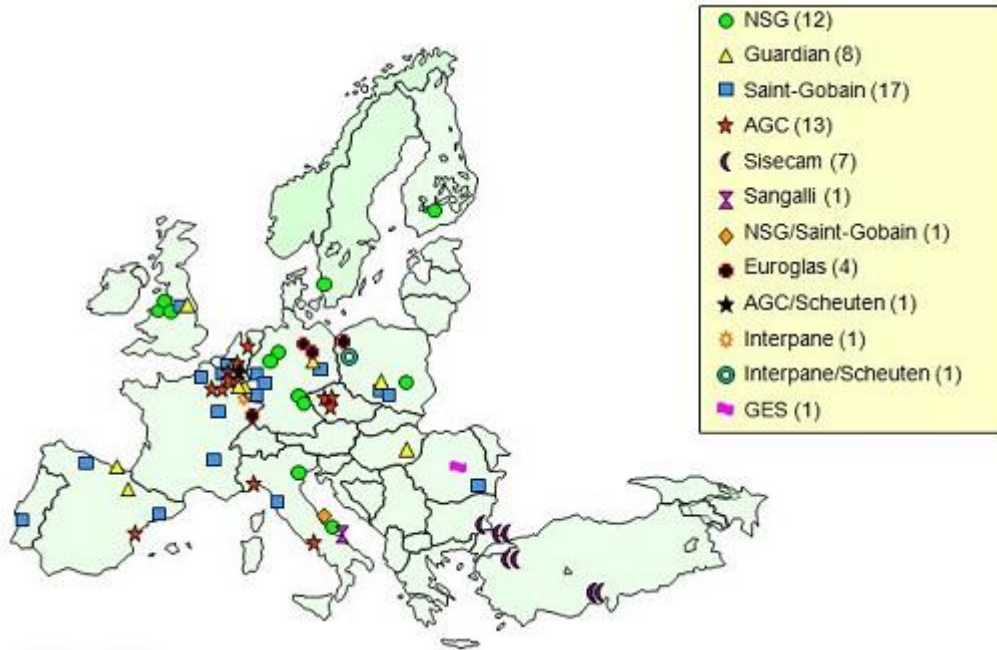 NSG (12)
Guardian (8)
Saint-Gobain (17)
AGC (13)
Sisecam (7)
Sangalli (1)
NSG/Saint-Gobain (1)
Euroglas (4)
AGC/Scheuten (1)
Interpane (1)
Interpane/Scheuten (1)
GES (1)